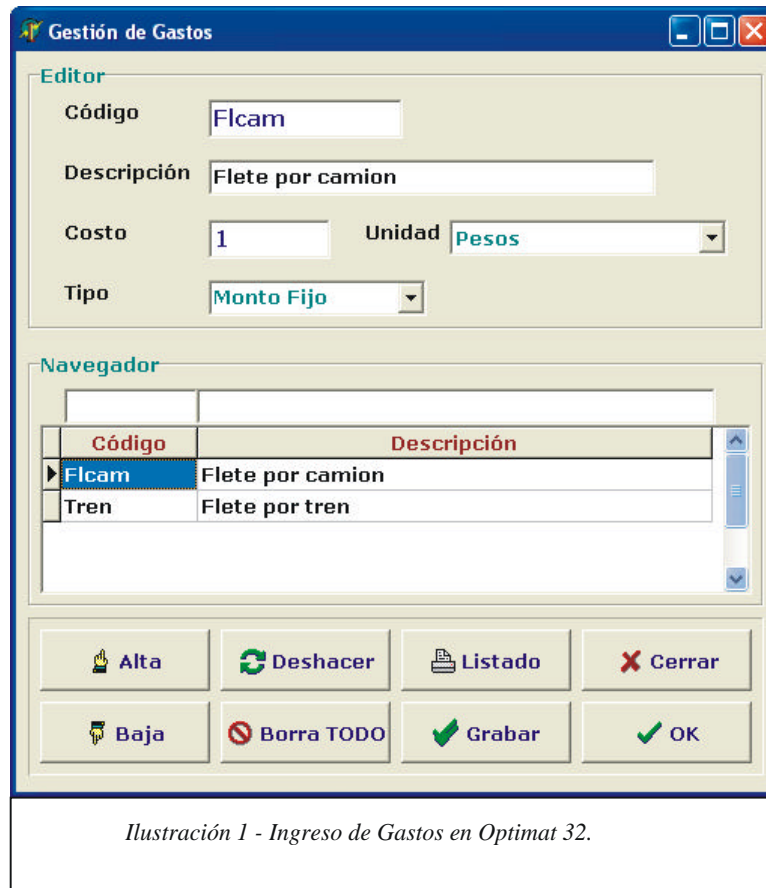 Gestión de Gastos
Editor
Código Flcam
Descripción Flete por camion
Costo 1 Unidad Pesos
Tipo Monto Fijo
Navegador
Código Descripción
Flcam Flete por camion
Tren Flete por tren
Alta Deshacer Listado Cerrar
Baja Borra TODO Grabar OK
Ilustración 1 - Ingreso de Gastos en Optimat 32.